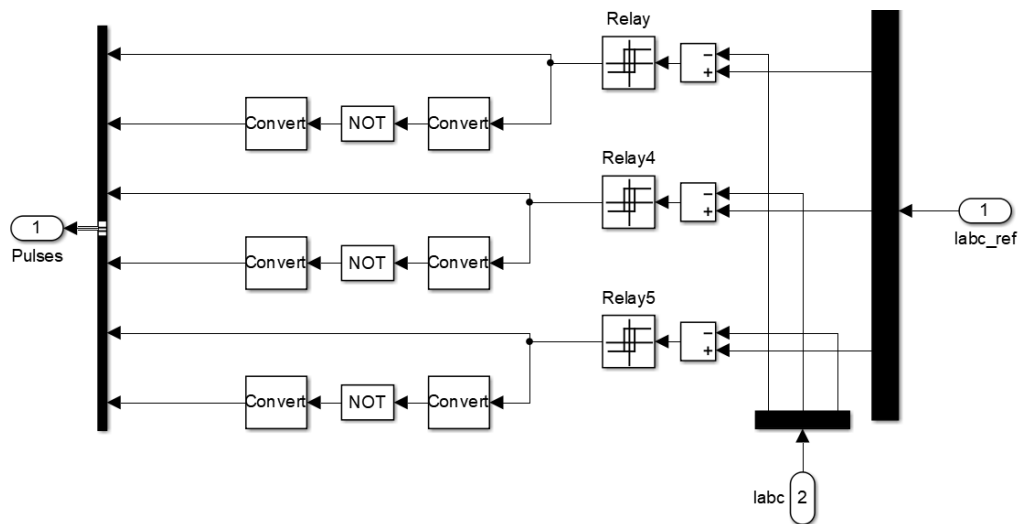 Relay
−
+
Convert
NOT
Convert
Relay4
−
+
1
Pulses
Convert
NOT
Convert
1
Iabc_ref
Relay5
−
+
Convert
NOT
Convert
Iabc
2